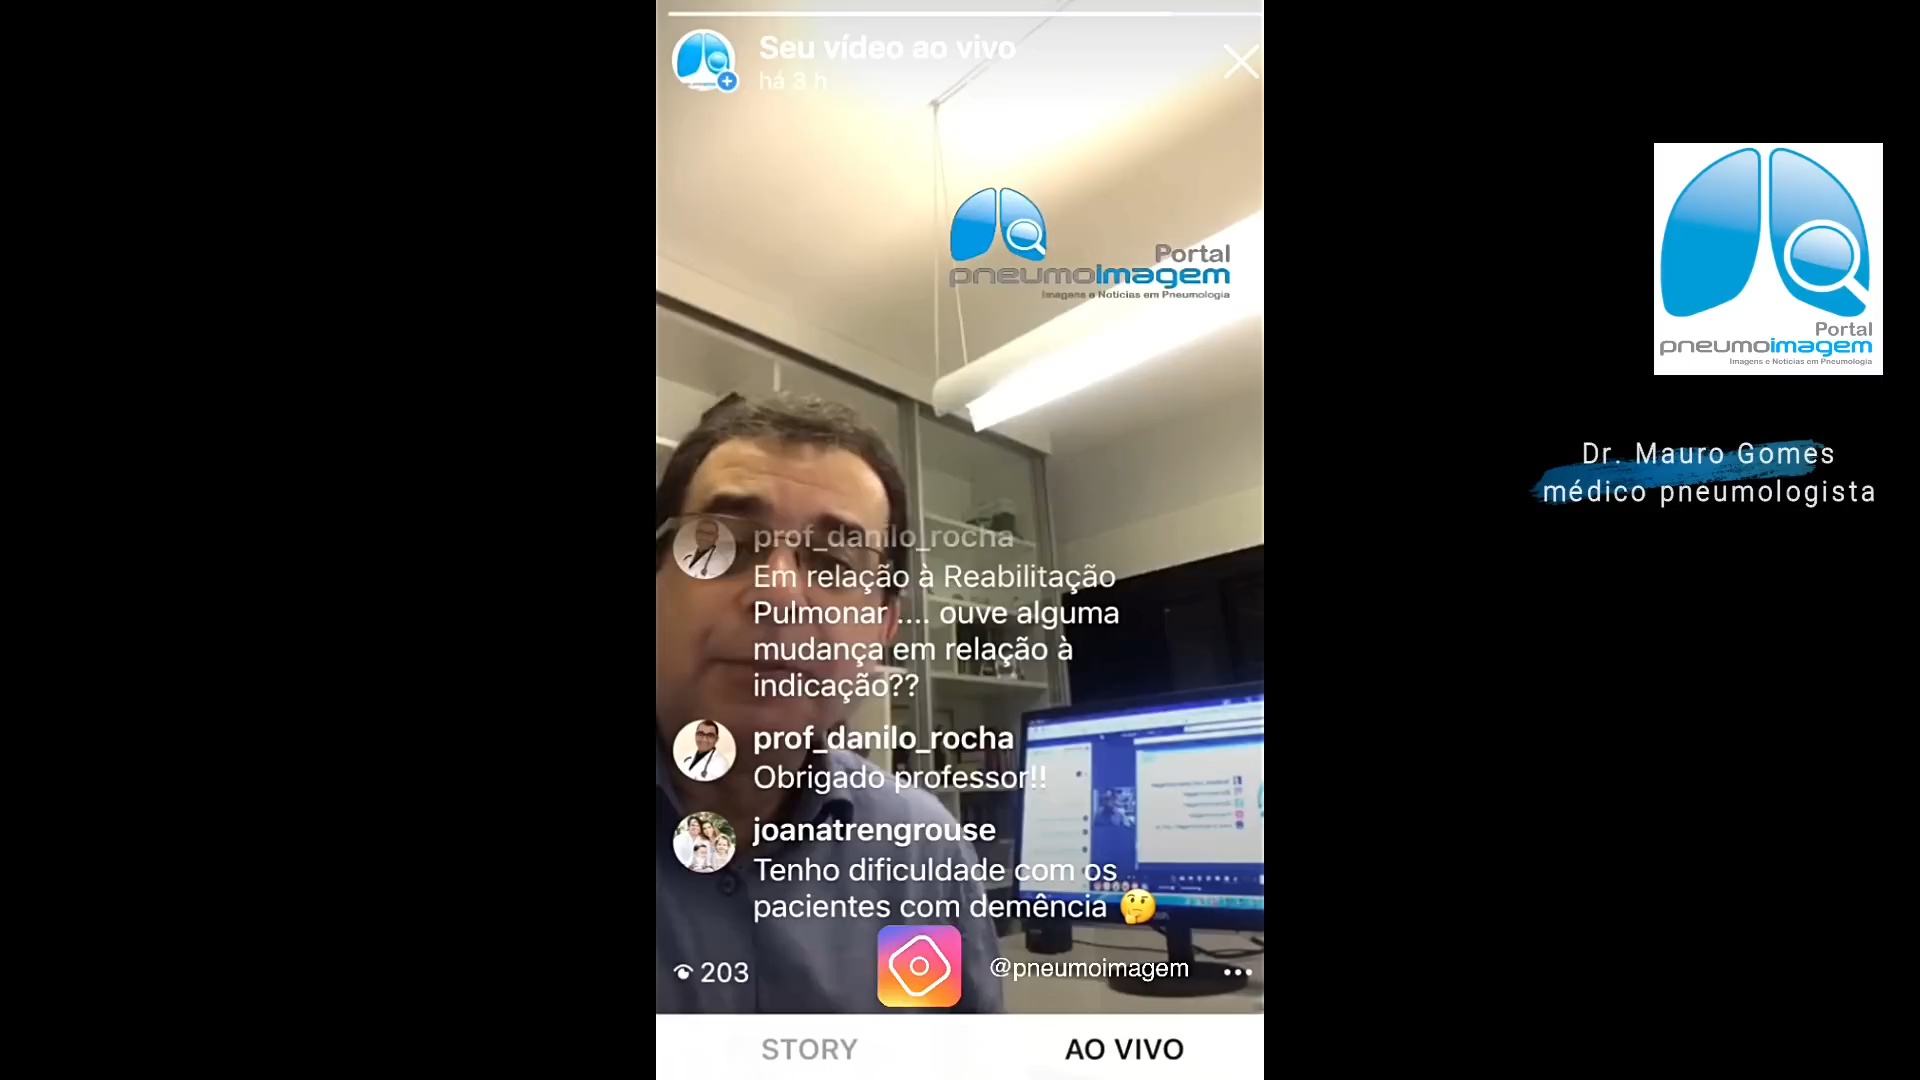 Seu vídeo ao vivo
há 3 h
Portal
pneumoimagem
Imagens e Notícias em Pneumologia
prof_danilo_rocha
Em relação à Reabilitação
Pulmonar .... ouve alguma
mudança em relação à
indicação??
prof_danilo_rocha
Obrigado professor!!
joanatrengrouse
Tenho dificuldade com os
pacientes com demência
203
@pneumoimagem
STORY
AO VIVO
Portal
pneumoimagem
Imagens e Notícias em Pneumologia
Dr. Mauro Gomes
médico pneumologista